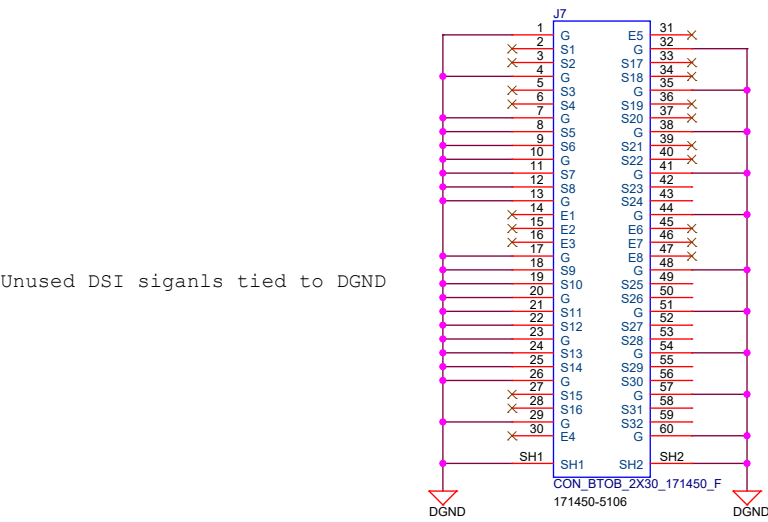 J7
1 G E5 31
2 S1 G 32
3 S2 S17 33
4 G S18 34
5 S3 G 35
6 S4 S19 36
7 G S20 37
8 S5 G 38
9 S6 S21 39
10 G S22 40
11 S7 G 41
12 S8 S23 42
13 G S24 43
14 E1 G 44
15 E2 E6 45
16 E3 E7 46
17 G E8 47
18 S9 G 48
Unused DSI siganls tied to DGND
19 S10 S25 49
20 G S26 50
21 S11 G 51
22 S12 S27 52
23 G S28 53
24 S13 G 54
25 S14 S29 55
26 G S30 56
27 S15 G 57
28 S16 S31 58
29 G S32 59
30 E4 G 60
SH1 SH1 SH2 SH2
CON_BTOB_2X30_171450_F
171450-5106
DGND DGND